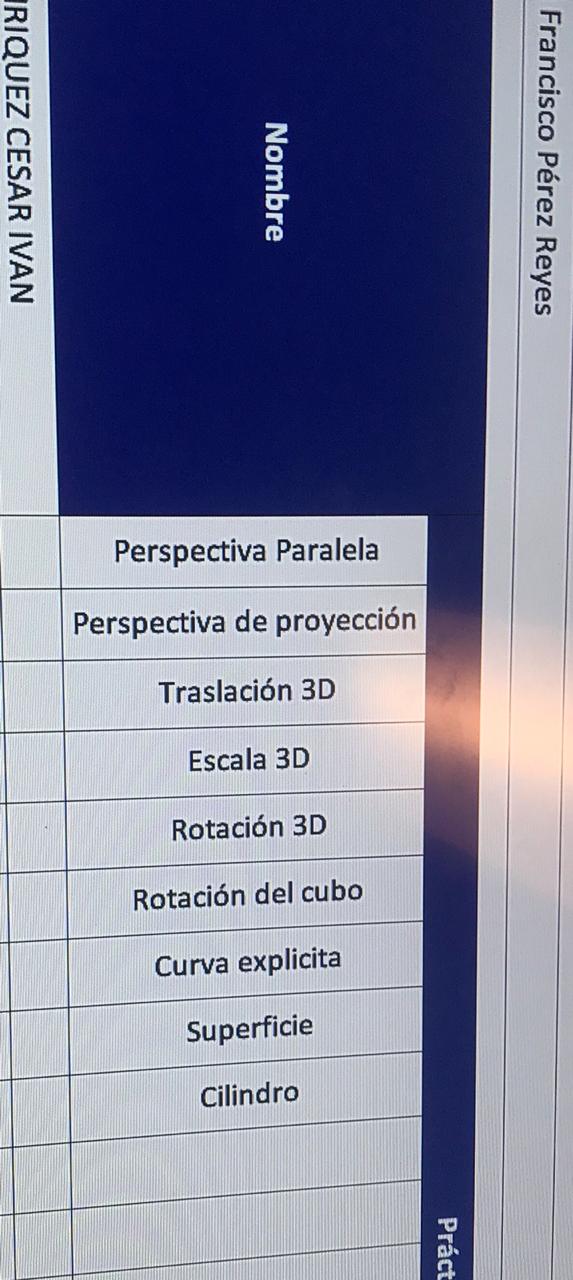 Francisco Pérez Reyes
Nombre
Perspectiva Paralela
Perspectiva de proyección
Traslación 3D
Escala 3D
Rotación 3D
Rotación del cubo
Curva explicita
Superficie
Cilindro
Práct
RIQUEZ CESAR IVAN